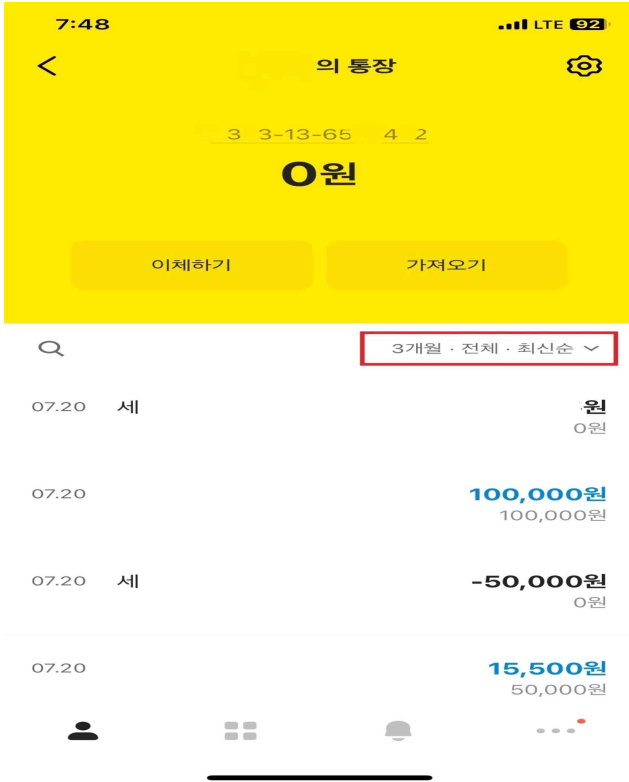 7:48 LTE 92
의 통장
3 3-13-65 4 2
0원
이체하기 가져오기
3개월 · 전체 · 최신순
07.20 세 원
0원
07.20 100,000원
100,000원
07.20 세 -50,000원
0원
07.20 15,500원
50,000원